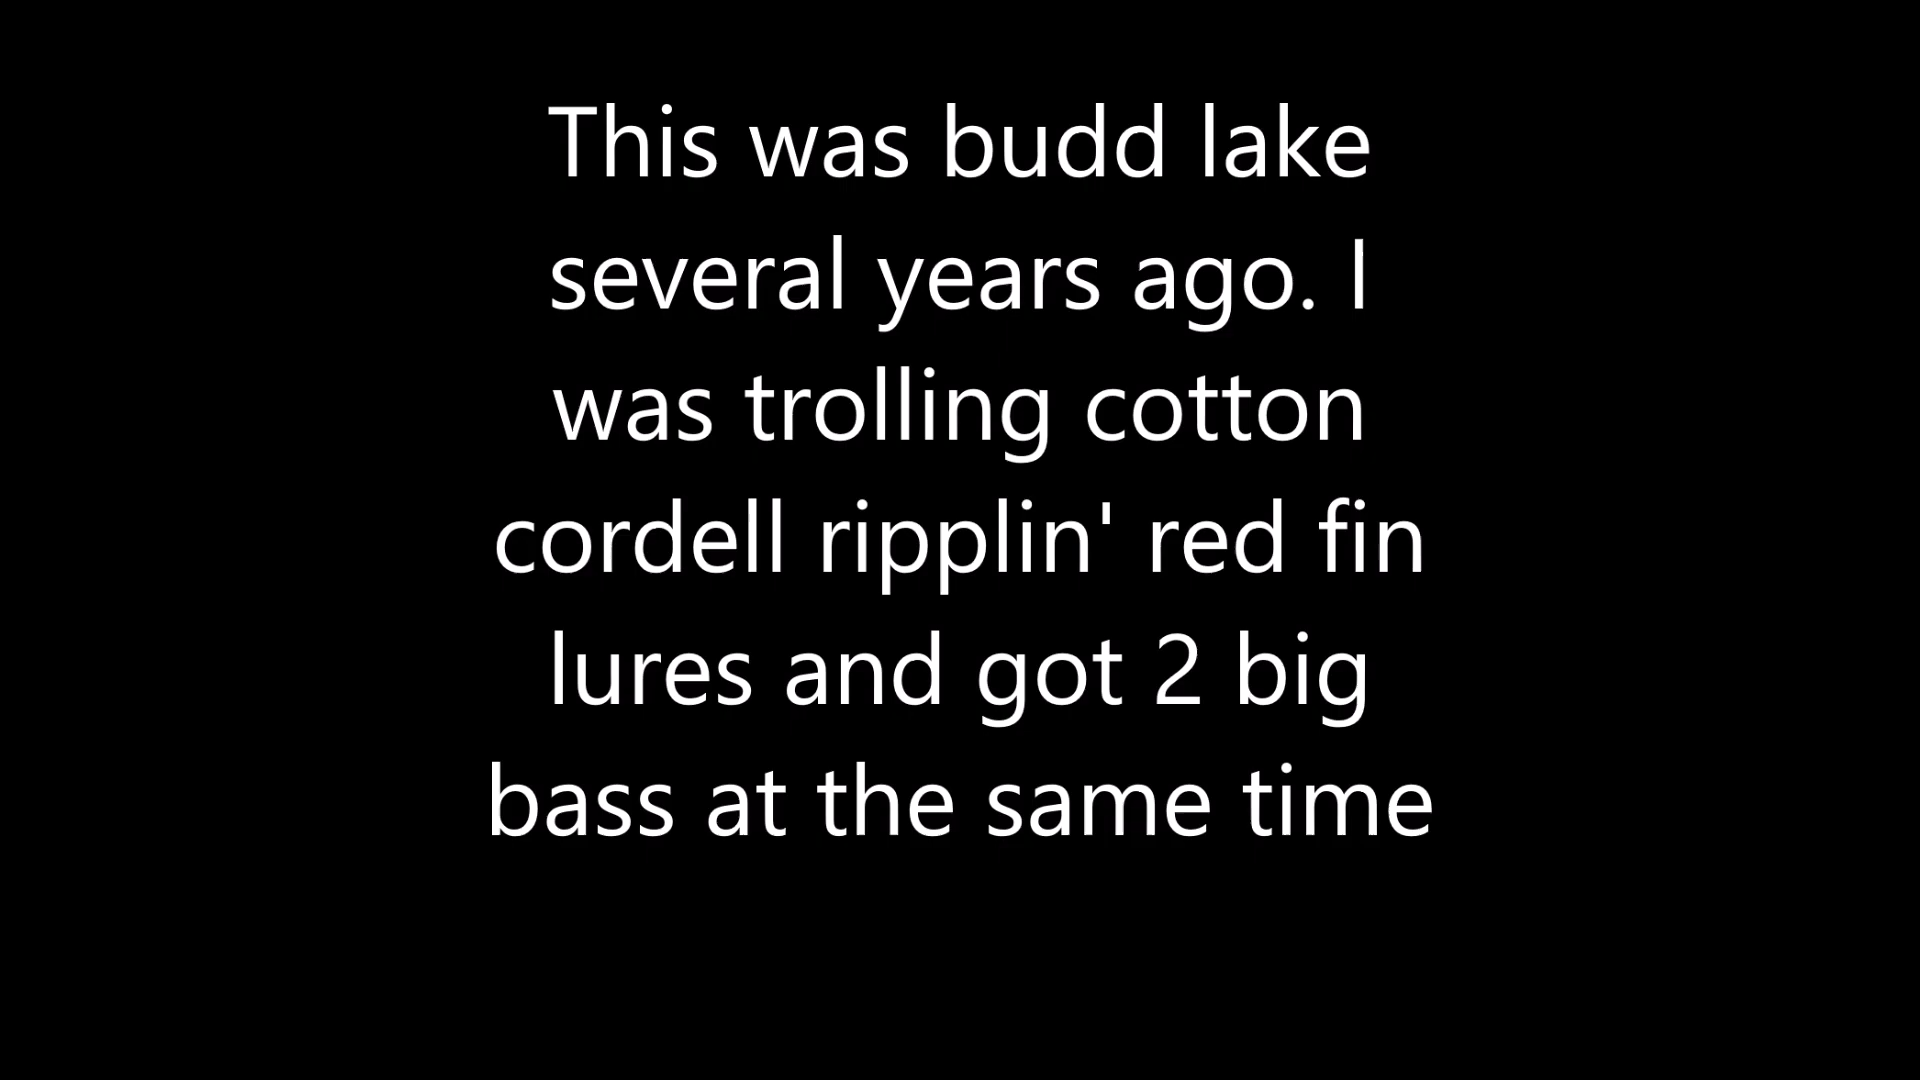 This was budd lake
several years ago. I
was trolling cotton
cordell ripplin' red fin
lures and got 2 big
bass at the same time